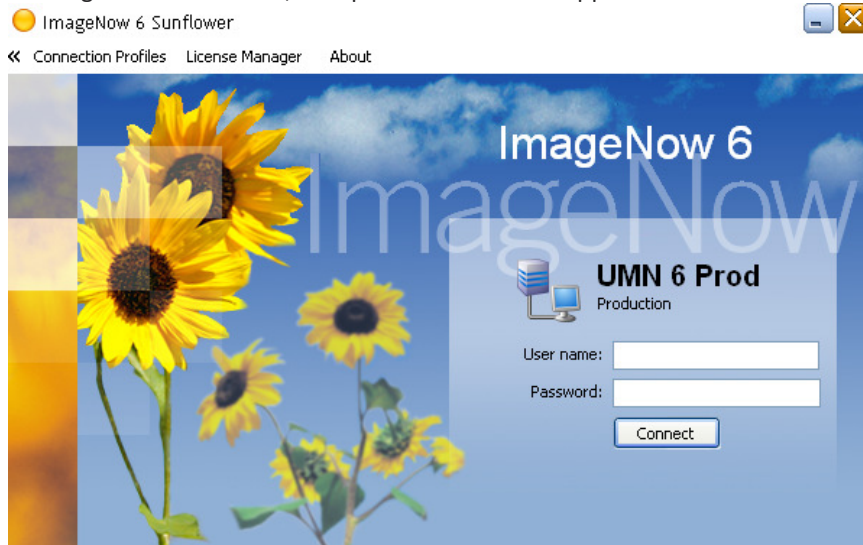 ImageNow 6 Sunflower
« Connection Profiles License Manager About
ImageNow 6
ImageNow
UMN 6 Prod
Production
User name:
Password:
Connect